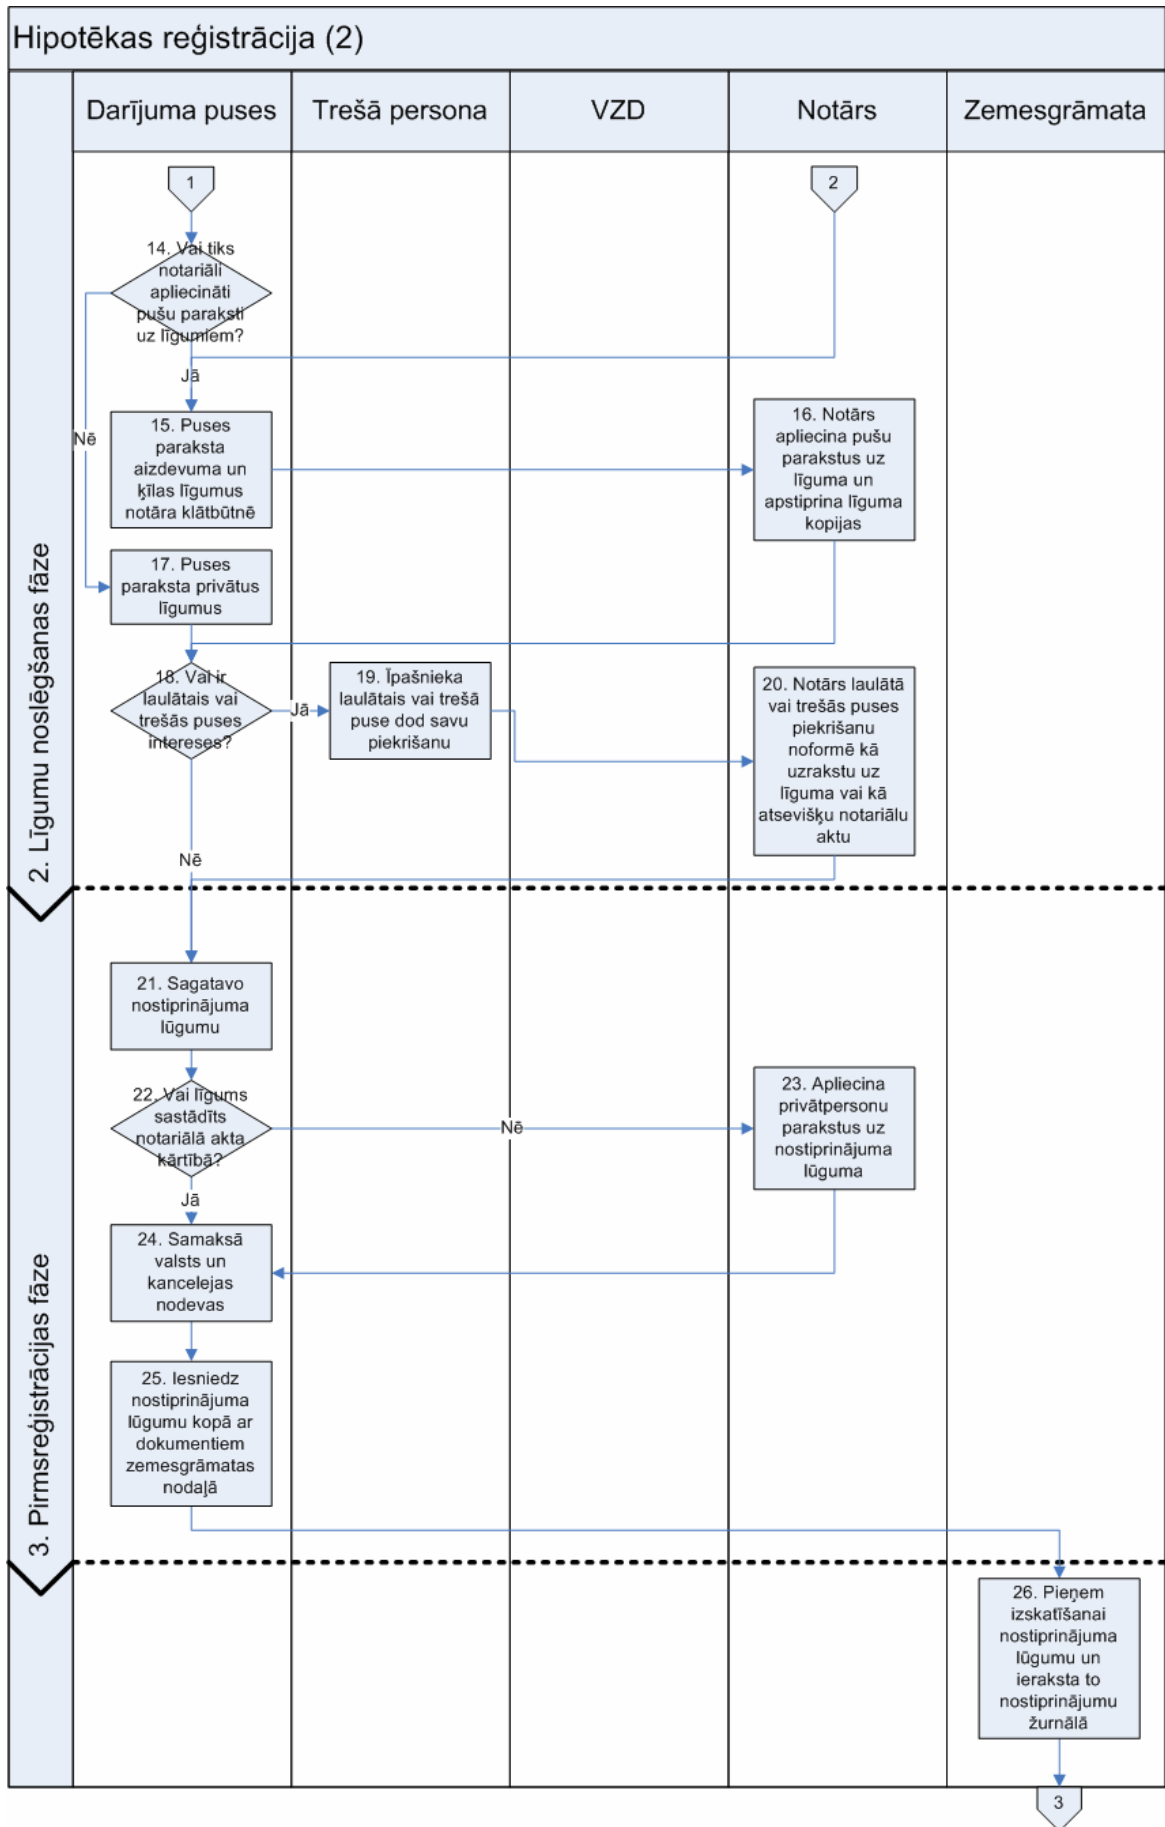 Hipotēkas reģistrācija (2)
Darījuma puses
Trešā persona
VZD
Notārs
Zemesgrāmata
2. Līgumu noslēgšanas fāze
1
2
14. Vai tiks
notariāli
apliecināti
pušu paraksti
uz līgumiem?
Jā
Nē
15. Puses
paraksta
aizdevuma un
ķīlas līgumus
notāra klātbūtnē
16. Notārs
apliecina pušu
parakstus uz
līguma un
apstiprina līguma
kopijas
17. Puses
paraksta privātus
līgumus
18. Vai ir
laulātais vai
trešās puses
intereses?
Jā
19. Īpašnieka
laulātais vai trešā
puse dod savu
piekrišanu
20. Notārs laulātā
vai trešās puses
piekrišanu
noformē kā
uzrakstu uz
līguma vai kā
atsevišķu notariālu
aktu
Nē
3. Pirmsreģistrācijas fāze
21. Sagatavo
nostiprinājuma
lūgumu
22. Vai līgums
sastādīts
notariālā akta
kārtībā?
Nē
23. Apliecina
privātpersonu
parakstus uz
nostiprinājuma
lūguma
Jā
24. Samaksā
valsts un
kancelejas
nodevas
25. Iesniedz
nostiprinājuma
lūgumu kopā ar
dokumentiem
zemesgrāmatas
nodaļā
26. Pieņem
izskatīšanai
nostiprinājuma
lūgumu un
ieraksta to
nostiprinājumu
žurnālā
3